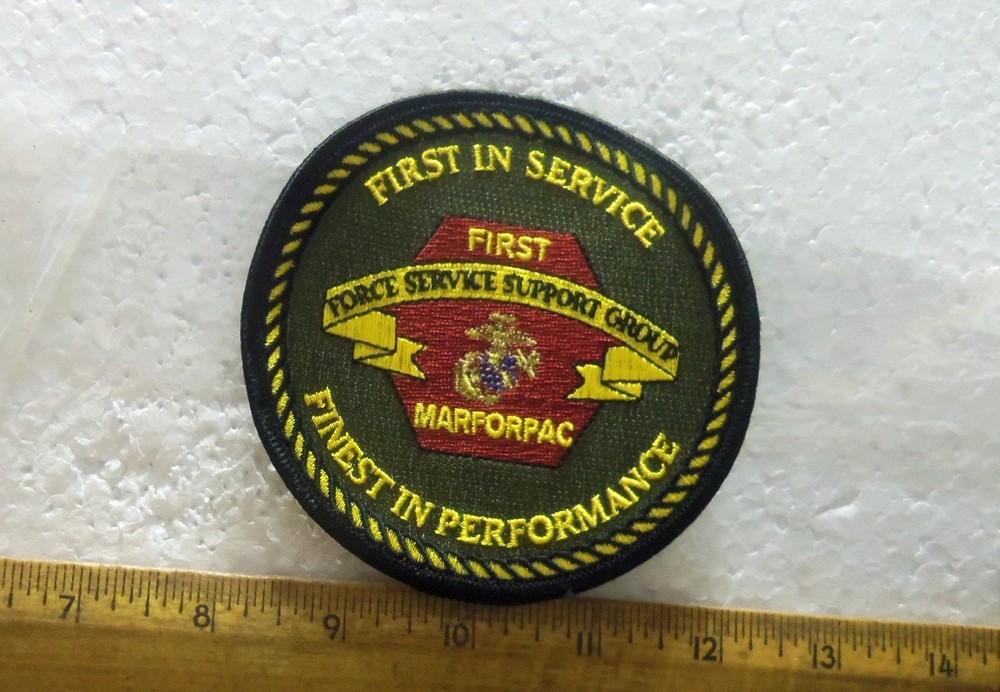 FIRST IN SERVICE
FIRST
FORCE SERVICE SUPPORT GROUP
MARFORPAC
FINEST IN PERFORMANCE
7 8 9 10 11 12 13 14